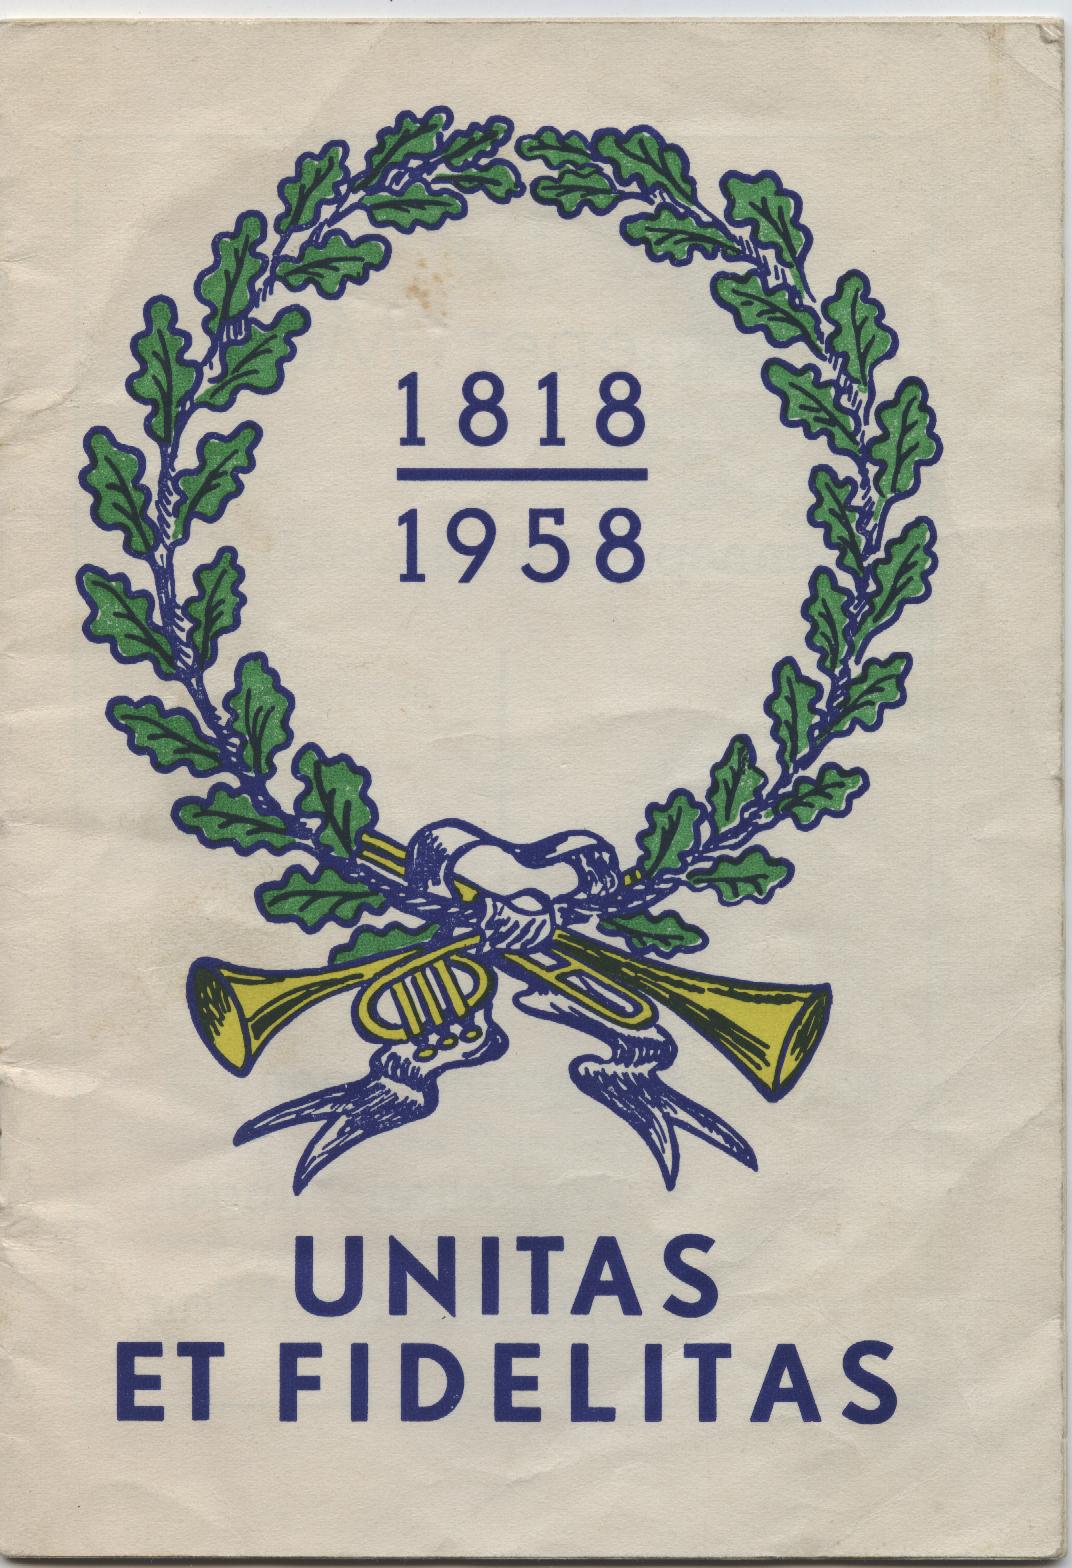 1818
1958
UNITAS
ET FIDELITAS